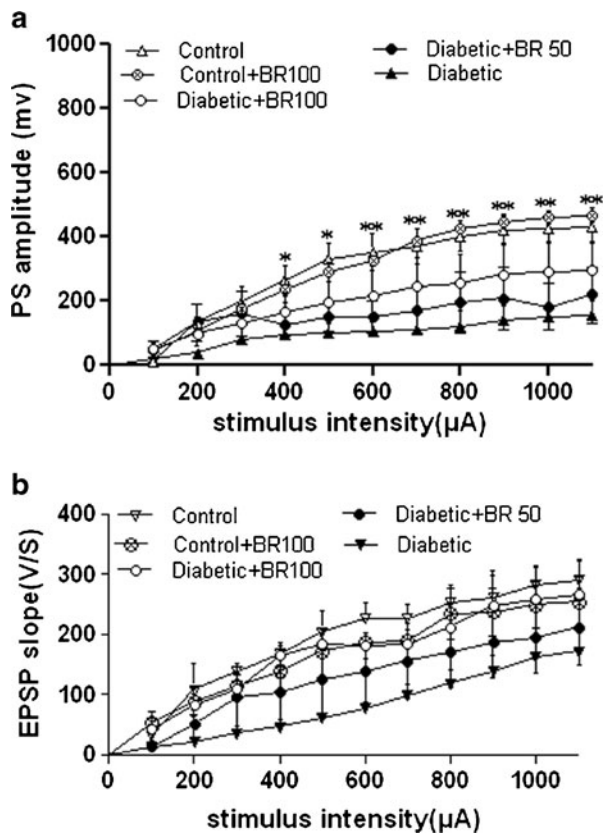 a
1000
800
600
400
200
0
PS amplitude (mv)
Control
Control+BR100
Diabetic+BR100
Diabetic+BR 50
Diabetic
* * ** ** ** ** ** **
0 200 400 600 800 1000
stimulus intensity(μA)
b
400
300
200
100
0
EPSP slope(V/S)
Control
Control+BR100
Diabetic+BR100
Diabetic+BR 50
Diabetic
0 200 400 600 800 1000
stimulus intensity(μA)